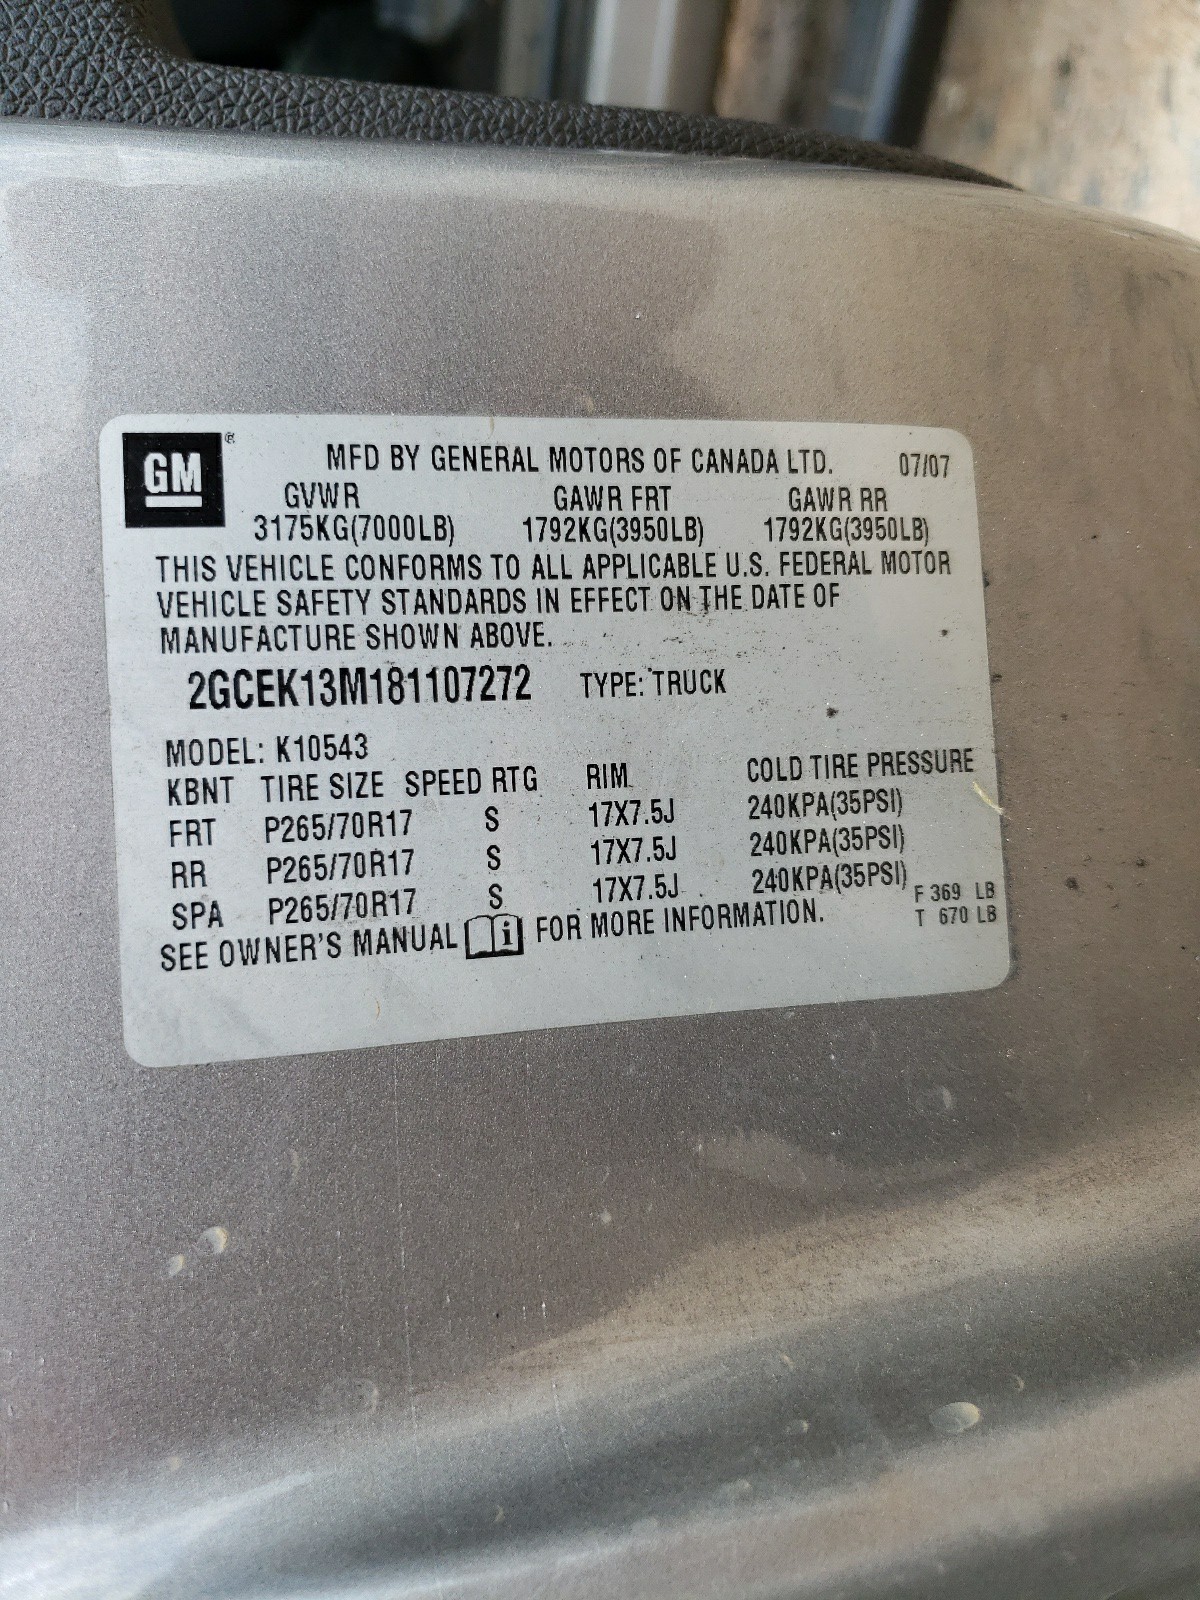 GM ®
MFD BY GENERAL MOTORS OF CANADA LTD. 07/07
GVWR GAWR FRT GAWR RR
3175KG(7000LB) 1792KG(3950LB) 1792KG(3950LB)
THIS VEHICLE CONFORMS TO ALL APPLICABLE U.S. FEDERAL MOTOR
VEHICLE SAFETY STANDARDS IN EFFECT ON THE DATE OF
MANUFACTURE SHOWN ABOVE.
2GCEK13M181107272 TYPE: TRUCK
MODEL: K10543
KBNT TIRE SIZE SPEED RTG RIM COLD TIRE PRESSURE
FRT P265/70R17 S 17X7.5J 240KPA(35PSI)
RR P265/70R17 S 17X7.5J 240KPA(35PSI)
SPA P265/70R17 S 17X7.5J 240KPA(35PSI)
F 369 LB
SEE OWNER'S MANUAL i FOR MORE INFORMATION.
T 670 LB